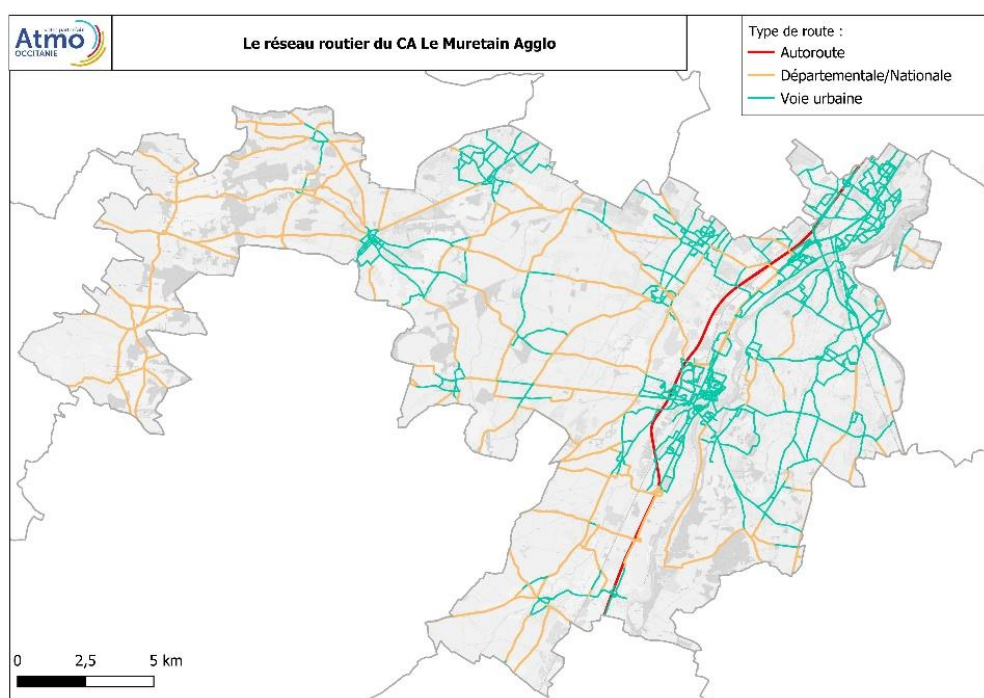 Atmo
OCCITANIE
Le réseau routier du CA Le Muretain Agglo
Type de route :
Autoroute
Départementale/Nationale
Voie urbaine
0 2,5 5 km